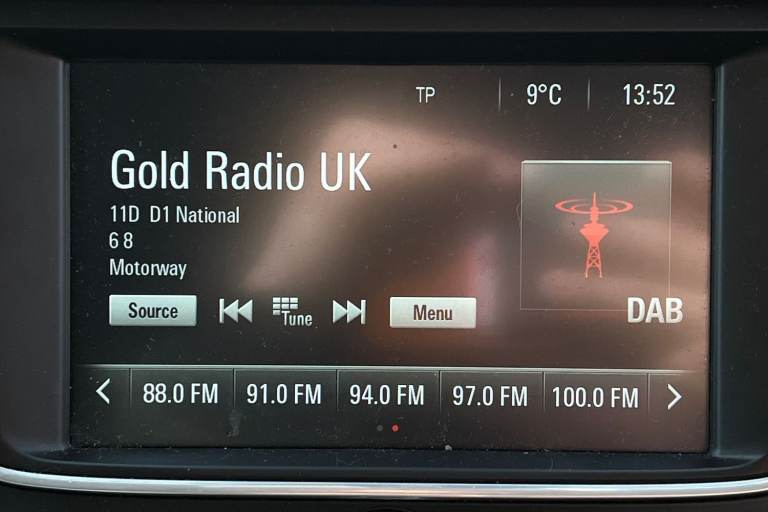 TP 9°C 13:52
Gold Radio UK
11D D1 National
6 8
Motorway
Source Tune Menu
DAB
88.0 FM 91.0 FM 94.0 FM 97.0 FM 100.0 FM